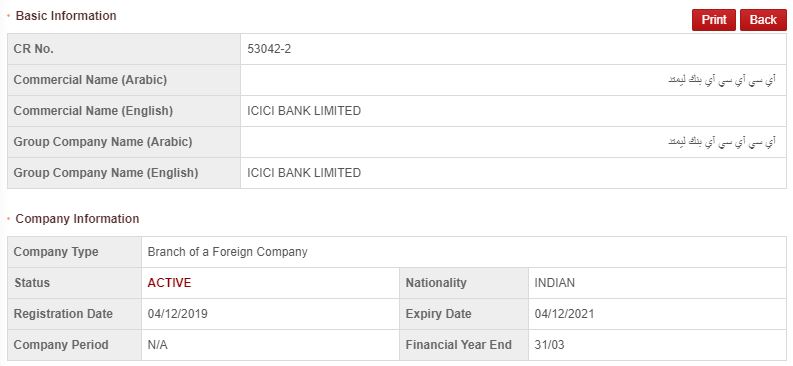 Basic Information
Print Back
CR No. 53042-2
Commercial Name (Arabic) آي سي آي سي آي بنك ليمتد
Commercial Name (English) ICICI BANK LIMITED
Group Company Name (Arabic) آي سي آي سي آي بنك ليمتد
Group Company Name (English) ICICI BANK LIMITED
Company Information
Company Type Branch of a Foreign Company
Status ACTIVE Nationality INDIAN
Registration Date 04/12/2019 Expiry Date 04/12/2021
Company Period N/A Financial Year End 31/03